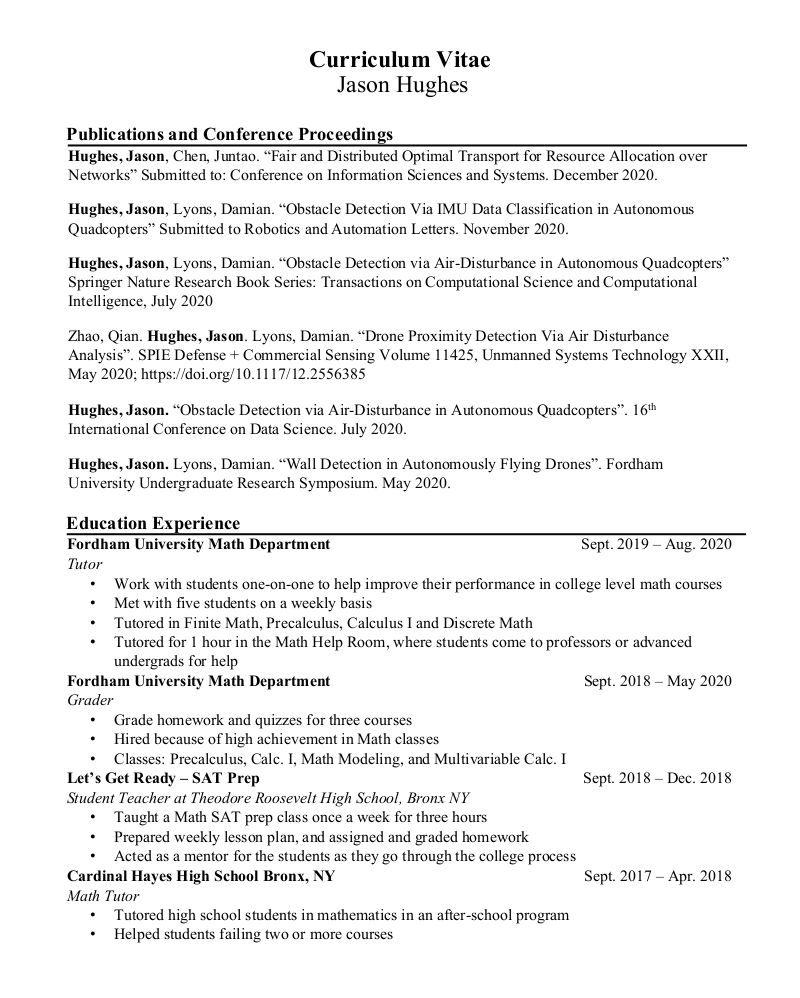 Curriculum Vitae
Jason Hughes
Publications and Conference Proceedings
Hughes, Jason, Chen, Juntao. “Fair and Distributed Optimal Transport for Resource Allocation over
Networks” Submitted to: Conference on Information Sciences and Systems. December 2020.
Hughes, Jason, Lyons, Damian. “Obstacle Detection Via IMU Data Classification in Autonomous
Quadcopters” Submitted to Robotics and Automation Letters. November 2020.
Hughes, Jason, Lyons, Damian. “Obstacle Detection via Air-Disturbance in Autonomous Quadcopters”
Springer Nature Research Book Series: Transactions on Computational Science and Computational
Intelligence, July 2020
Zhao, Qian. Hughes, Jason. Lyons, Damian. “Drone Proximity Detection Via Air Disturbance
Analysis”. SPIE Defense + Commercial Sensing Volume 11425, Unmanned Systems Technology XXII,
May 2020; https://doi.org/10.1117/12.2556385
Hughes, Jason. “Obstacle Detection via Air-Disturbance in Autonomous Quadcopters”. 16th
International Conference on Data Science. July 2020.
Hughes, Jason. Lyons, Damian. “Wall Detection in Autonomously Flying Drones”. Fordham
University Undergraduate Research Symposium. May 2020.
Education Experience
Fordham University Math Department Sept. 2019 – Aug. 2020
Tutor
• Work with students one-on-one to help improve their performance in college level math courses
• Met with five students on a weekly basis
• Tutored in Finite Math, Precalculus, Calculus I and Discrete Math
• Tutored for 1 hour in the Math Help Room, where students come to professors or advanced
undergrads for help
Fordham University Math Department Sept. 2018 – May 2020
Grader
• Grade homework and quizzes for three courses
• Hired because of high achievement in Math classes
• Classes: Precalculus, Calc. I, Math Modeling, and Multivariable Calc. I
Let’s Get Ready – SAT Prep Sept. 2018 – Dec. 2018
Student Teacher at Theodore Roosevelt High School, Bronx NY
• Taught a Math SAT prep class once a week for three hours
• Prepared weekly lesson plan, and assigned and graded homework
• Acted as a mentor for the students as they go through the college process
Cardinal Hayes High School Bronx, NY Sept. 2017 – Apr. 2018
Math Tutor
• Tutored high school students in mathematics in an after-school program
• Helped students failing two or more courses